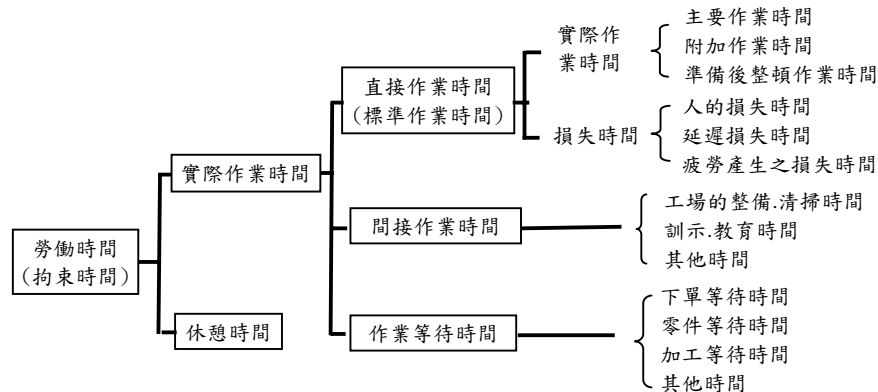 勞働時間
(拘束時間)
實際作業時間
休憩時間
直接作業時間
(標準作業時間)
間接作業時間
作業等待時間
實際作
業時間
損失時間
主要作業時間
附加作業時間
準備後整頓作業時間
人的損失時間
延遲損失時間
疲勞產生之損失時間
工場的整備.清掃時間
訓示.教育時間
其他時間
下單等待時間
零件等待時間
加工等待時間
其他時間